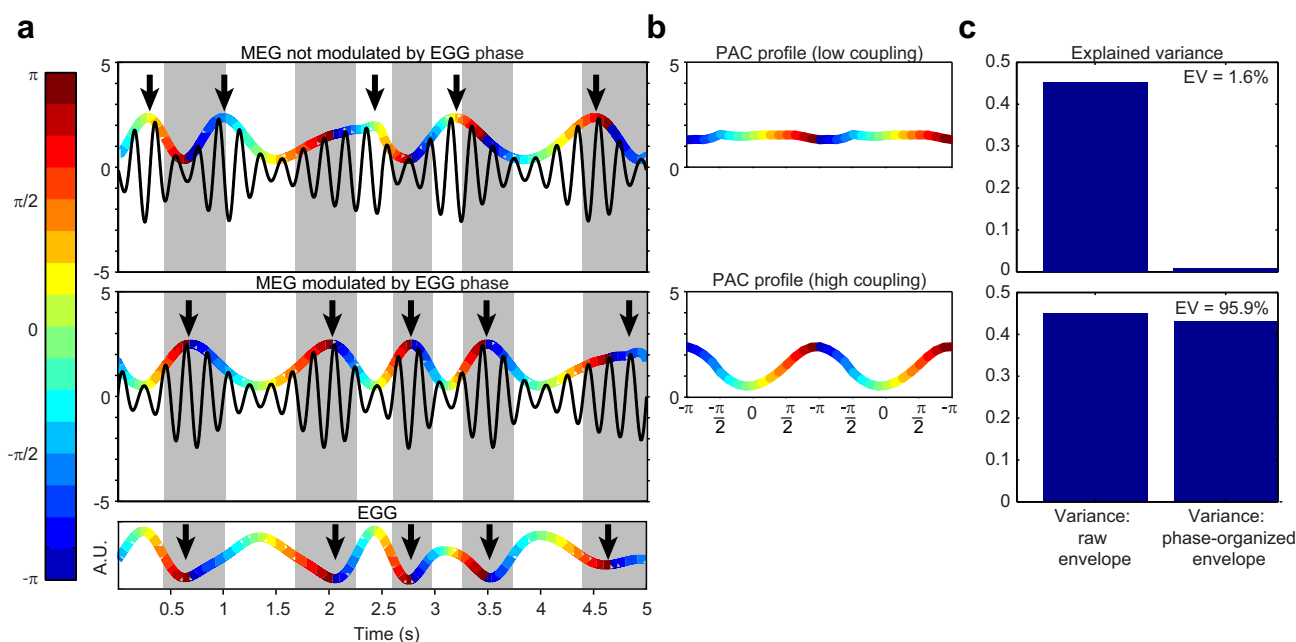 a
π
π/2
0
-π/2
-π
MEG not modulated by EGG phase
5
0
-5
MEG modulated by EGG phase
5
0
-5
EGG
A.U.
0.5 1 1.5 2 2.5 3 3.5 4 4.5 5
Time (s)
b
PAC profile (low coupling)
PAC profile (high coupling)
-π -π/2 0 π/2 -π -π/2 0 π/2 -π
c
Explained variance
EV = 1.6%
0.5
0.4
0.3
0.2
0.1
0
EV = 95.9%
0.5
0.4
0.3
0.2
0.1
0
Variance:
raw
envelope
Variance:
phase-organized
envelope